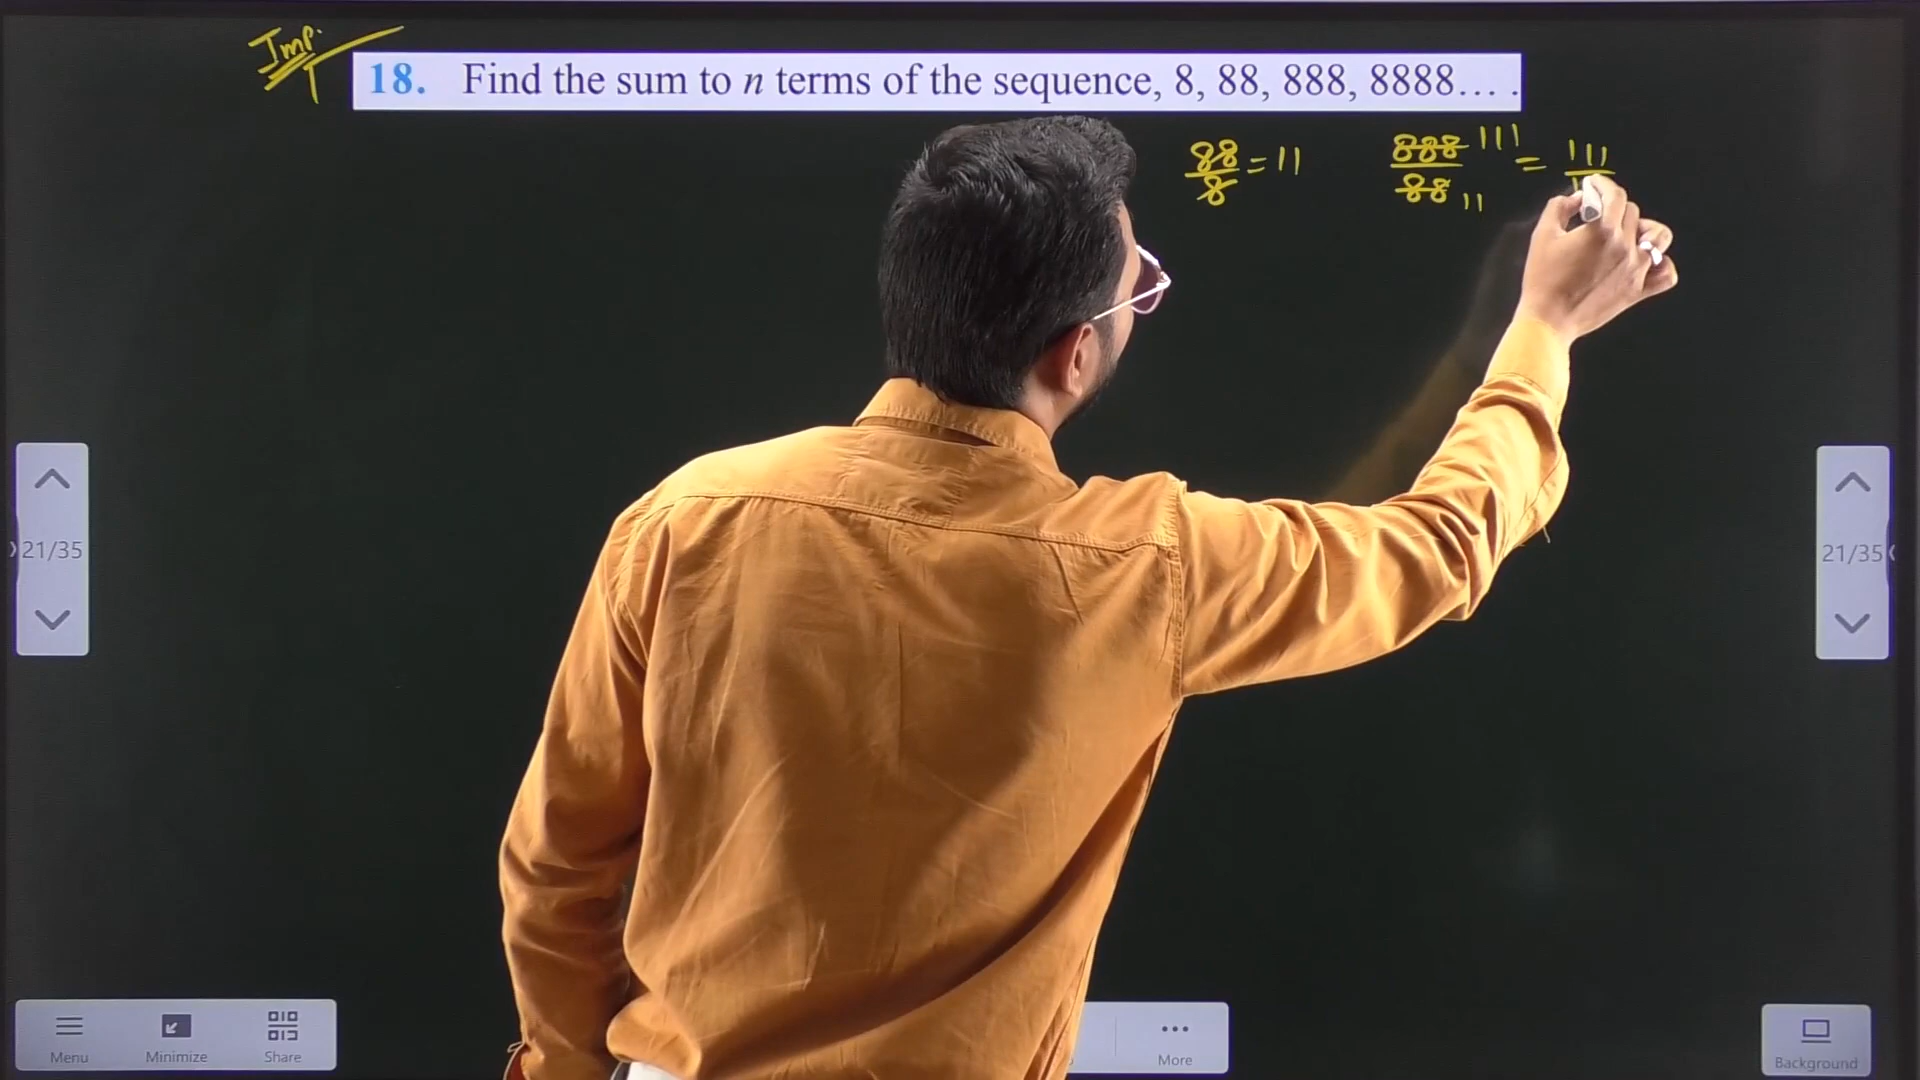 Imp.
18. Find the sum to n terms of the sequence, 8, 88, 888, 8888... .
88/8 = 11
888/88 111 11 = 111
21/35
21/35
Menu Minimize Share
More
Background